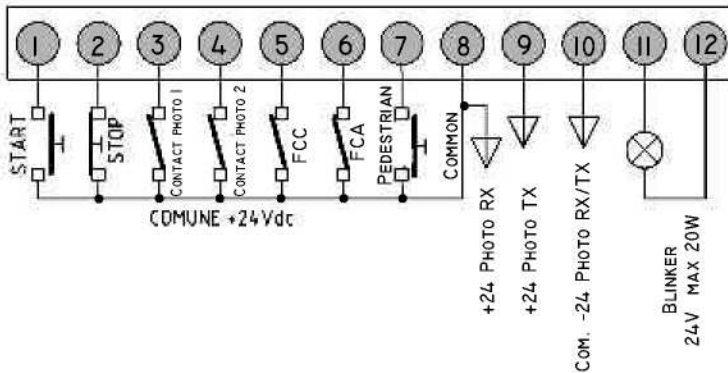 1 2 3 4 5 6 7 8 9 10 11 12
START
STOP
CONTACT PHOTO 1
CONTACT PHOTO 2
FCC
FCA
PEDESTRIAN
COMMON
COMUNE +24Vdc
+24 PHOTO RX
+24 PHOTO TX
COM. -24 PHOTO RX/TX
BLINKER
24V MAX 20W